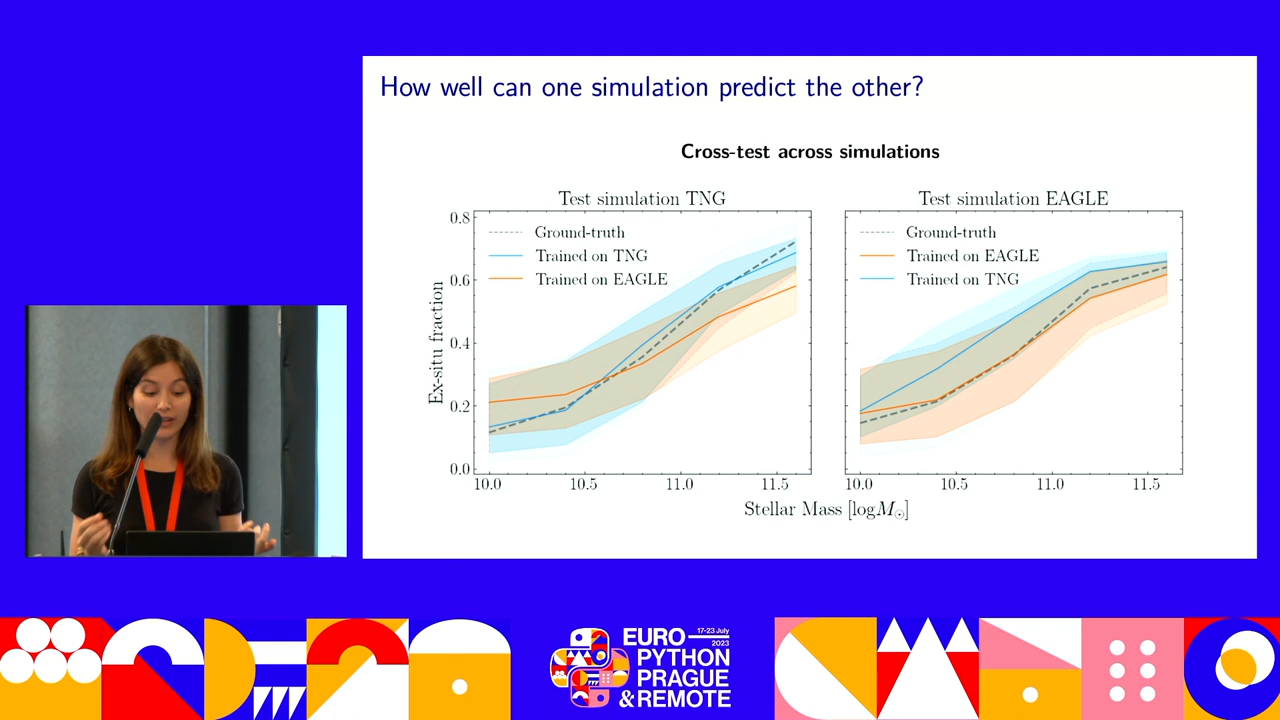 How well can one simulation predict the other?
Cross-test across simulations
Test simulation TNG
Ground-truth
Trained on TNG
Trained on EAGLE
Ex-situ fraction
0.8
0.6
0.4
0.2
0.0
10.0
10.5
11.0
11.5
Test simulation EAGLE
Ground-truth
Trained on EAGLE
Trained on TNG
10.0
10.5
11.0
11.5
Stellar Mass [logM☉]
EURO
17-23 July
2023
PYTHON
PRAGUE
& REMOTE